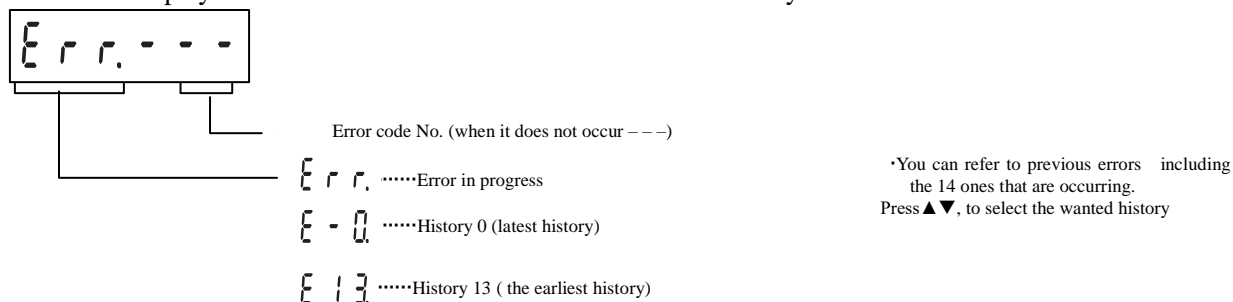 Err.---
Error code No. (when it does not occur – – –)
Err. ······Error in progress
E-0. ······History 0 (latest history)
E13. ······History 13 ( the earliest history)
·You can refer to previous errors including
the 14 ones that are occurring.
Press▲▼, to select the wanted history